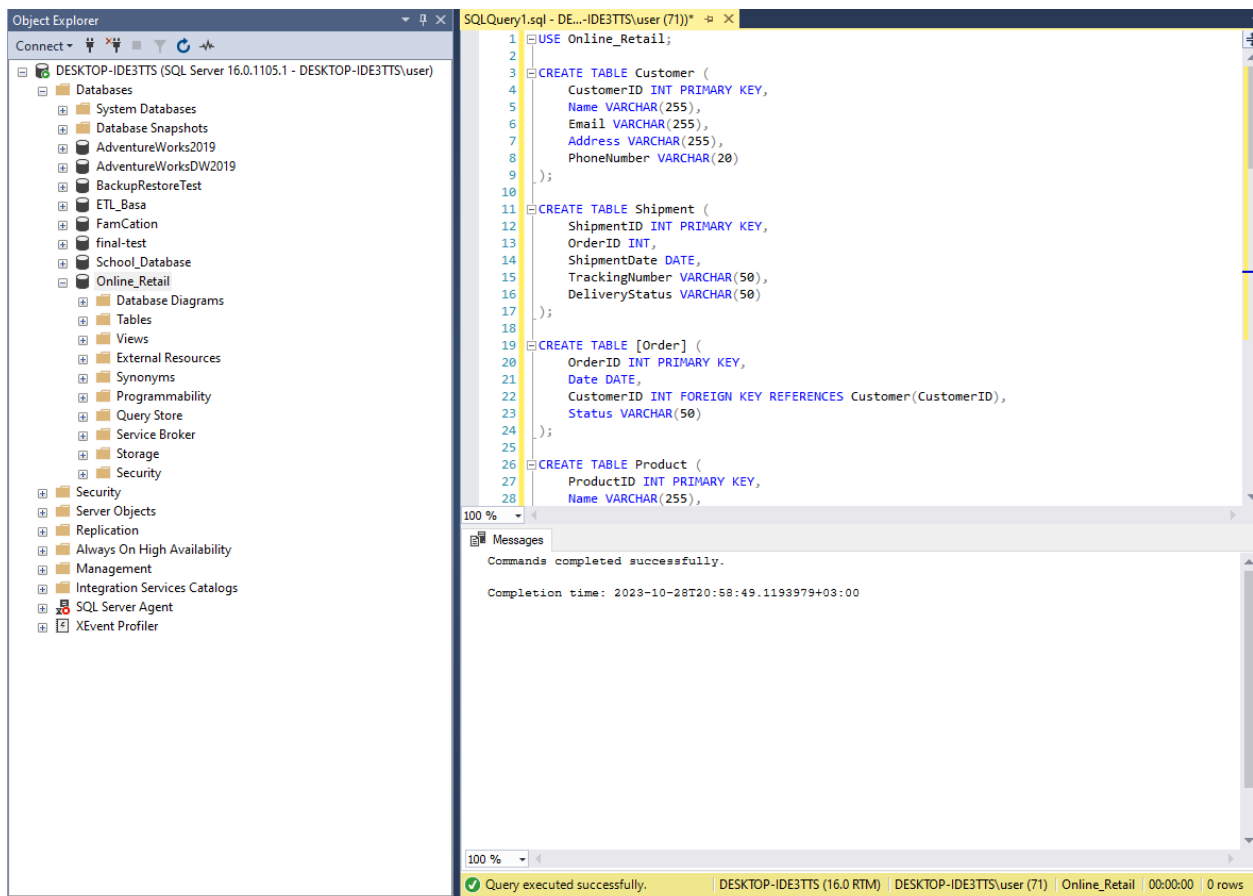 Object Explorer
Connect
DESKTOP-IDE3TTS (SQL Server 16.0.1105.1 - DESKTOP-IDE3TTS\user)
Databases
System Databases
Database Snapshots
AdventureWorks2019
AdventureWorksDW2019
BackupRestoreTest
ETL_Basa
FamCation
final-test
School_Database
Online_Retail
Database Diagrams
Tables
Views
External Resources
Synonyms
Programmability
Query Store
Service Broker
Storage
Security
Security
Server Objects
Replication
Always On High Availability
Management
Integration Services Catalogs
SQL Server Agent
XEvent Profiler
SQLQuery1.sql - DE...-IDE3TTS\user (71))*
1 USE Online_Retail;
2
3 CREATE TABLE Customer (
4 CustomerID INT PRIMARY KEY,
5 Name VARCHAR(255),
6 Email VARCHAR(255),
7 Address VARCHAR(255),
8 PhoneNumber VARCHAR(20)
9 );
10
11 CREATE TABLE Shipment (
12 ShipmentID INT PRIMARY KEY,
13 OrderID INT,
14 ShipmentDate DATE,
15 TrackingNumber VARCHAR(50),
16 DeliveryStatus VARCHAR(50)
17 );
18
19 CREATE TABLE [Order] (
20 OrderID INT PRIMARY KEY,
21 Date DATE,
22 CustomerID INT FOREIGN KEY REFERENCES Customer(CustomerID),
23 Status VARCHAR(50)
24 );
25
26 CREATE TABLE Product (
27 ProductID INT PRIMARY KEY,
28 Name VARCHAR(255),
100 %
Messages
Commands completed successfully.
Completion time: 2023-10-28T20:58:49.1193979+03:00
100 %
Query executed successfully. DESKTOP-IDE3TTS (16.0 RTM) DESKTOP-IDE3TTS\user (71) Online_Retail 00:00:00 0 rows